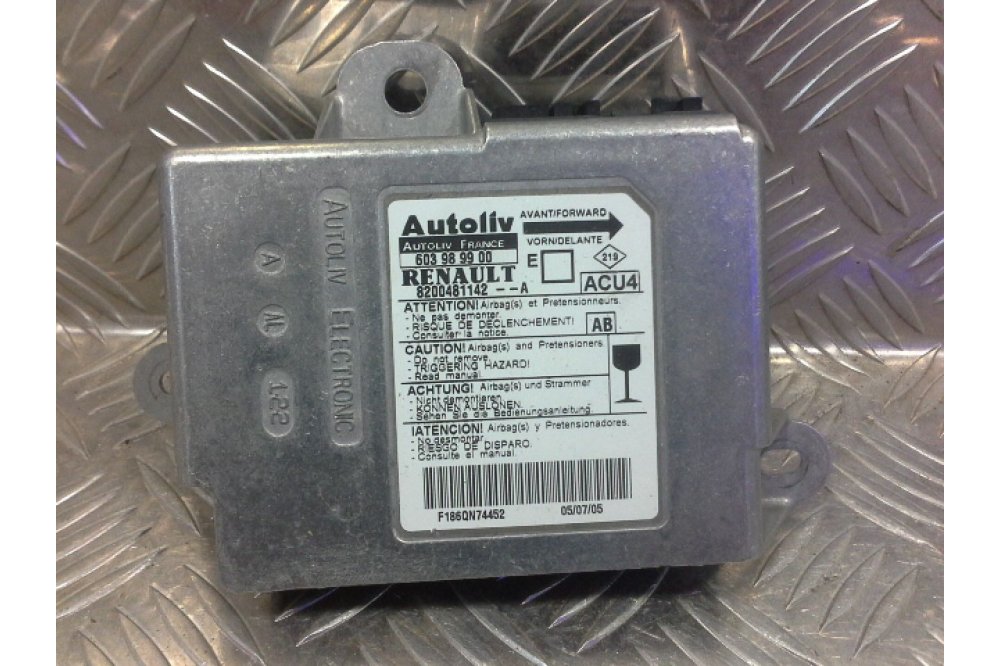 AUTOLIV ELECTRONIC
A
AL
1.22
Autoliv
AVANT/FORWARD
AUTOLIV FRANCE
VORN/DELANTE
603 98 99 00
E
219
RENAULT
ACU4
8200481142 --A
ATTENTION! Airbag(s) et Pretensionneurs.
- Ne pas demonter.
- RISQUE DE DECLENCHEMENT!
- Consulter la notice.
AB
CAUTION! Airbag(s) and Pretensioners.
- Do not remove.
- TRIGGERING HAZARD!
- Read manual.
ACHTUNG! Airbag(s) und Strammer
- Nicht demontieren.
- KONNEN AUSLONEN.
- Sehen Sie die Bedienungsanleitung.
IATENCION! Airbag(s) y Pretensionadores.
- No desmontar.
- RIESGO DE DISPARO.
- Consulte el manual.
F186QN74452
05/07/05